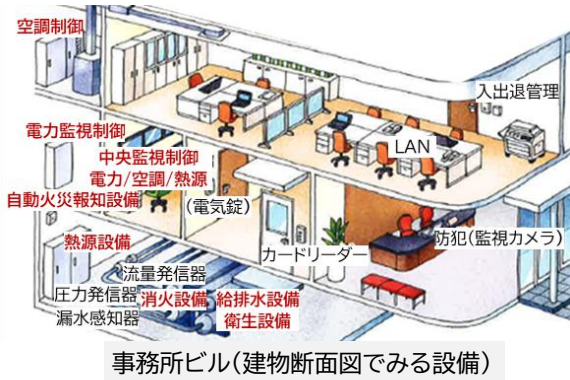 空調制御
入出退管理
LAN
電力監視制御
中央監視制御
電力/空調/熱源
自動火災報知設備
(電気錠)
熱源設備
カードリーダー
防犯(監視カメラ)
流量発信器
圧力発信器
消火設備
給排水設備
漏水感知器
衛生設備
事務所ビル(建物断面図でみる設備)